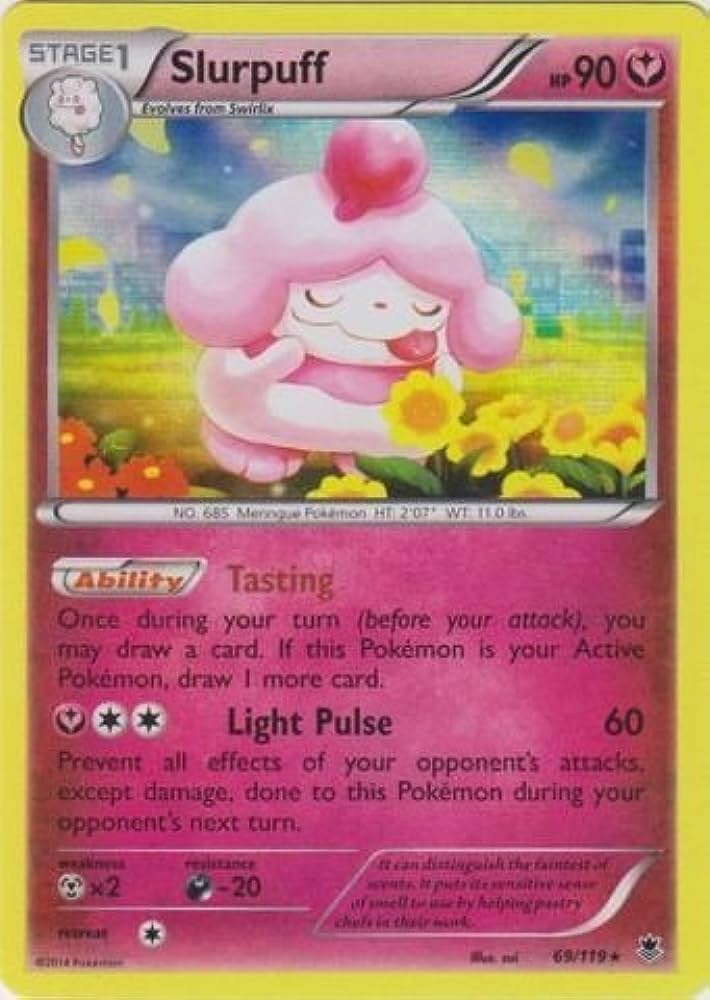 STAGE1
Slurpuff
HP90
Evolves from Swirlix
NO. 685 Meringue Pokémon HT: 2'07" WT: 11.0 lbs.
Ability Tasting
Once during your turn (before your attack), you
may draw a card. If this Pokémon is your Active
Pokémon, draw 1 more card.
Light Pulse 60
Prevent all effects of your opponent's attacks,
except damage, done to this Pokémon during your
opponent's next turn.
weakness resistance
×2 -20
retreat
It can distinguish the faintest of
scents. It puts its sensitive sense
of smell to use by helping pastry
chefs in their work.
©2014 Pokémon
Illus. sui 69/119★